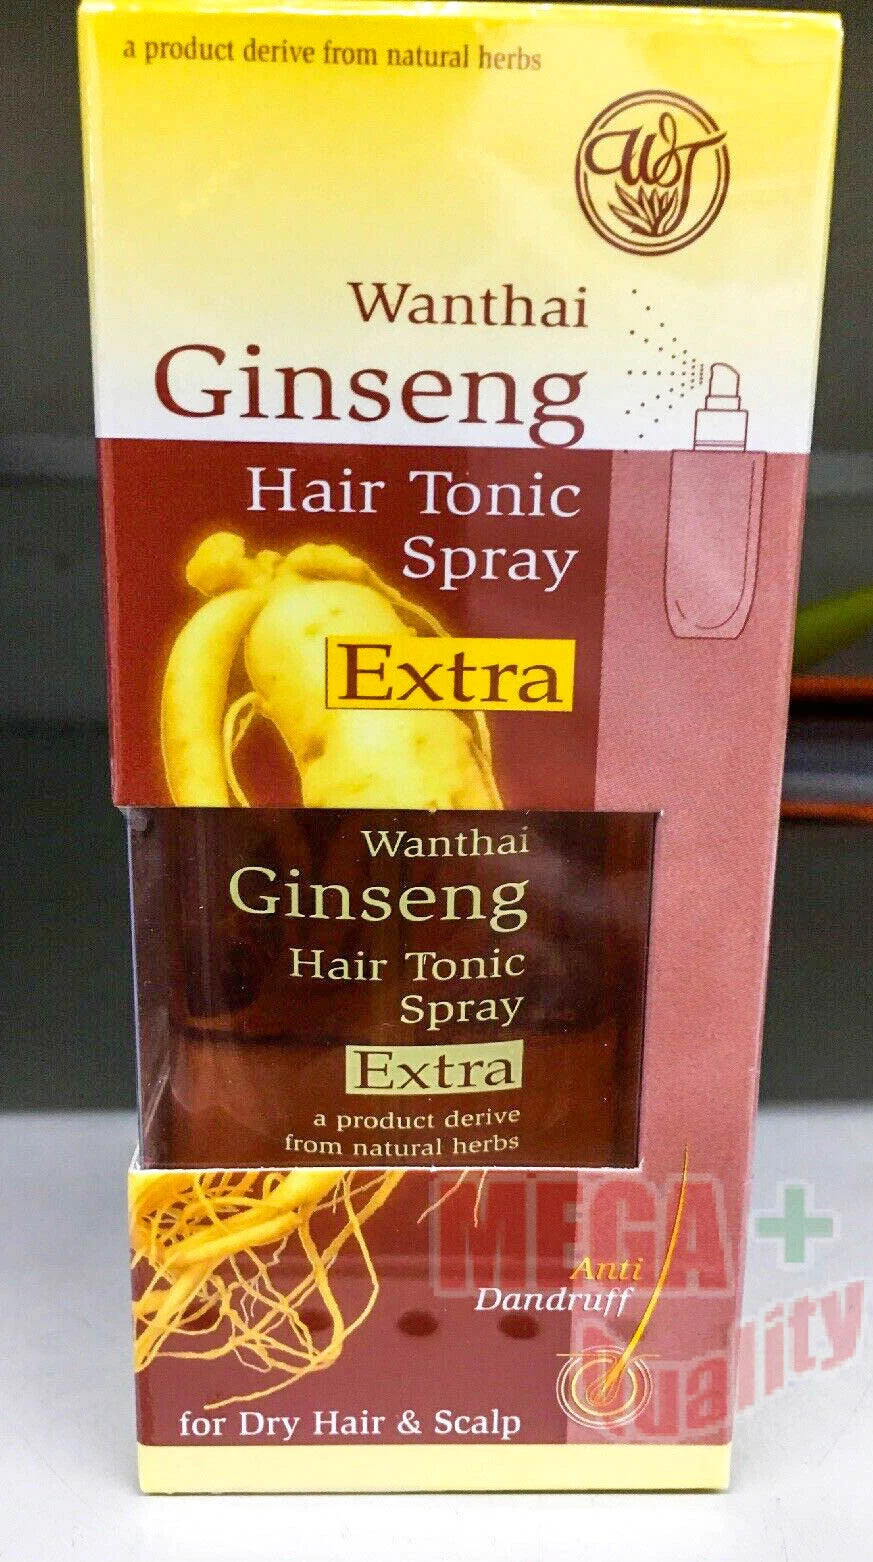 a product derive from natural herbs
WT
Wanthai
Ginseng
Hair Tonic
Spray
Extra
Wanthai
Ginseng
Hair Tonic
Spray
Extra
a product derive
from natural herbs
MEGA+
Quality
Anti
Dandruff
for Dry Hair & Scalp